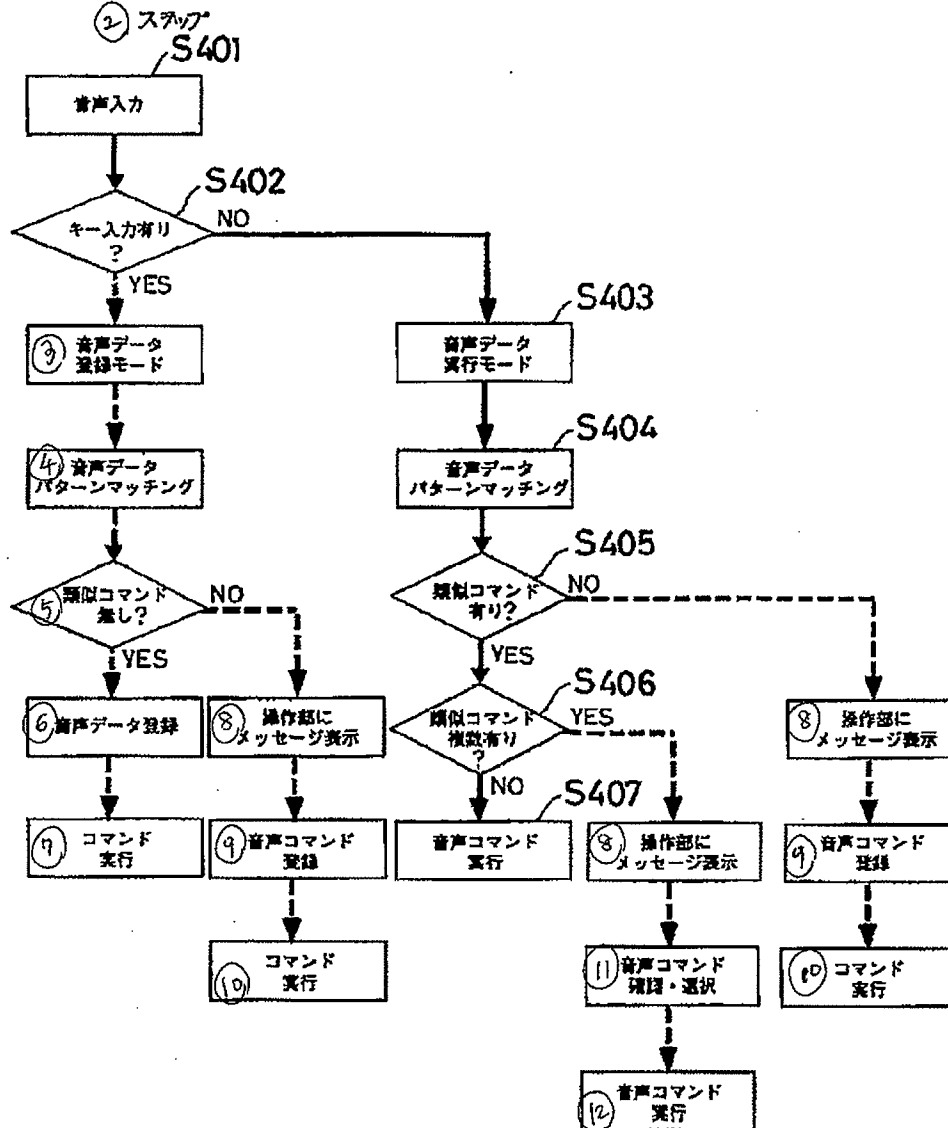 ② ステップ
S401
音声入力
S402
キー入力有り
?
NO
YES
S403
③ 音声データ
登録モード
音声データ
実行モード
S404
④ 音声データ
パターンマッチング
音声データ
パターンマッチング
S405
⑤ 類似コマンド
無し?
NO
YES
類似コマンド
有り?
NO
YES
S406
⑥ 音声データ登録
⑧ 操作部に
メッセージ表示
類似コマンド
複数有り
?
YES
NO
⑧ 操作部に
メッセージ表示
S407
⑦ コマンド
実行
⑨ 音声コマンド
登録
音声コマンド
実行
⑧ 操作部に
メッセージ表示
⑨ 音声コマンド
登録
⑩ コマンド
実行
⑪ 音声コマンド
確認・選択
⑩ コマンド
実行
⑫ 音声コマンド
実行